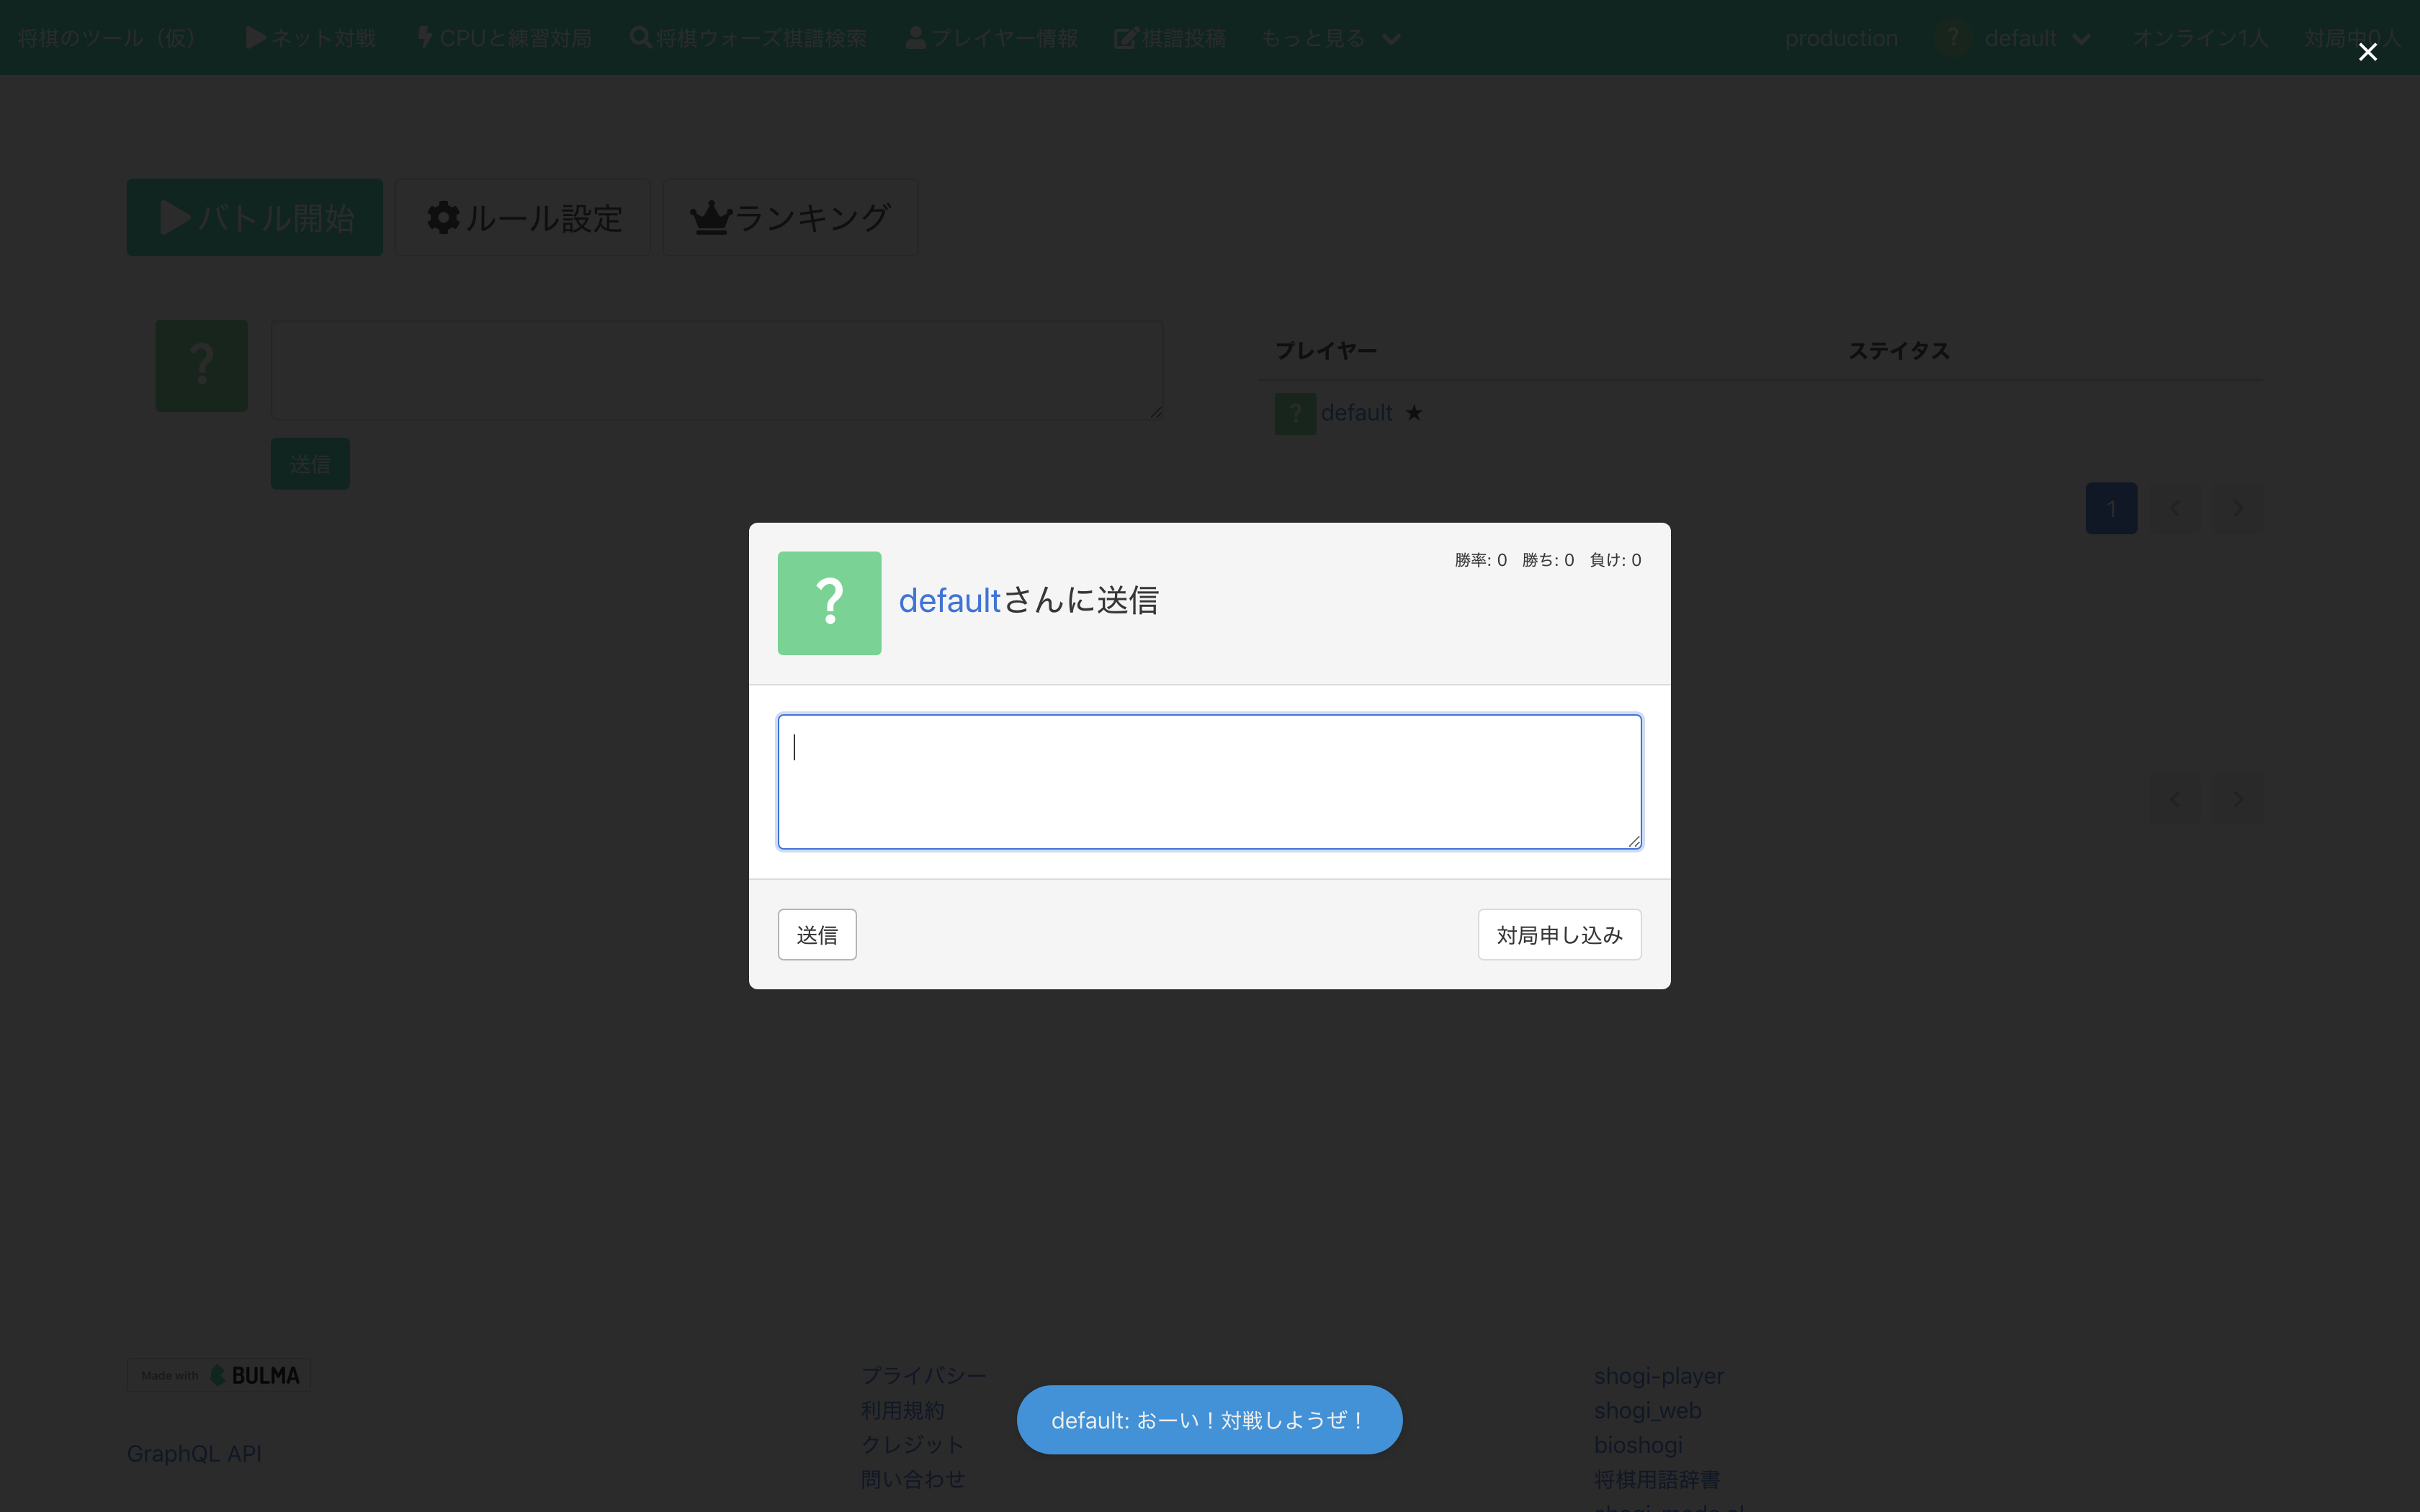 将棋のツール（仮） ネット対戦 CPUと練習対局 将棋ウォーズ棋譜検索 プレイヤー情報 棋譜投稿 もっと見る production ? default オンライン1人 対局中0人
×
バトル開始 ルール設定 ランキング
? プレイヤー ステイタス
? default ★
送信
1
勝率: 0 勝ち: 0 負け: 0
? defaultさんに送信
送信 対局申し込み
Made with BULMA
GraphQL API
プライバシー
利用規約
クレジット
問い合わせ
shogi-player
shogi_web
bioshogi
将棋用語辞書
default: おーい！対戦しようぜ！